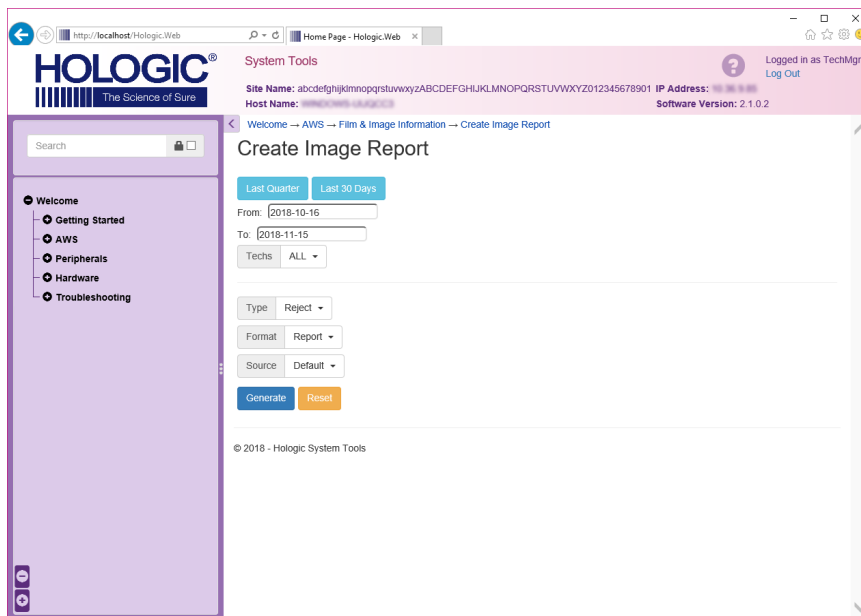 http://localhost/Hologic.Web
Home Page - Hologic.Web
HOLOGIC®
The Science of Sure
System Tools
Logged in as TechMgr
Log Out
Site Name: abcdefghijklmnopqrstuvwxyzABCDEFGHIJKLMNOPQRSTUVWXYZ012345678901 IP Address:
Host Name:
Software Version: 2.1.0.2
Welcome → AWS → Film & Image Information → Create Image Report
Search
Create Image Report
Last Quarter Last 30 Days
From: 2018-10-16
To: 2018-11-15
Techs ALL
Welcome
Getting Started
AWS
Peripherals
Hardware
Troubleshooting
Type Reject
Format Report
Source Default
Generate Reset
© 2018 - Hologic System Tools